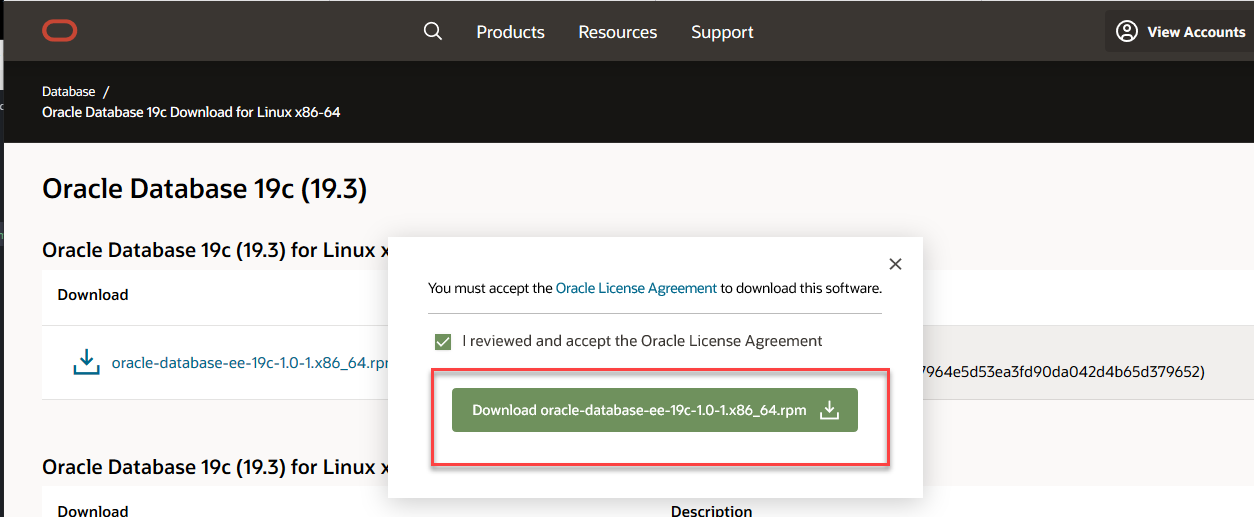 Products
Resources
Support
View Accounts
Database /
Oracle Database 19c Download for Linux x86-64
Oracle Database 19c (19.3)
Oracle Database 19c (19.3) for Linux x
Download
oracle-database-ee-19c-1.0-1.x86_64.rp
7964e5d53ea3fd90da042d4b65d379652)
You must accept the Oracle License Agreement to download this software.
I reviewed and accept the Oracle License Agreement
Download oracle-database-ee-19c-1.0-1.x86_64.rpm
Oracle Database 19c (19.3) for Linux x
Download
Description